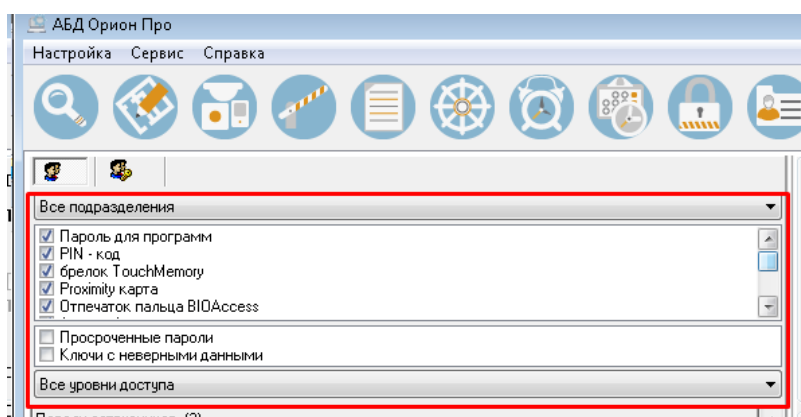 АБД Орион Про
Настройка Сервис Справка
Все подразделения
Пароль для программ
PIN - код
брелок TouchMemory
Proximity карта
Отпечаток пальца BIOAccess
Просроченные пароли
Ключи с неверными данными
Все уровни доступа